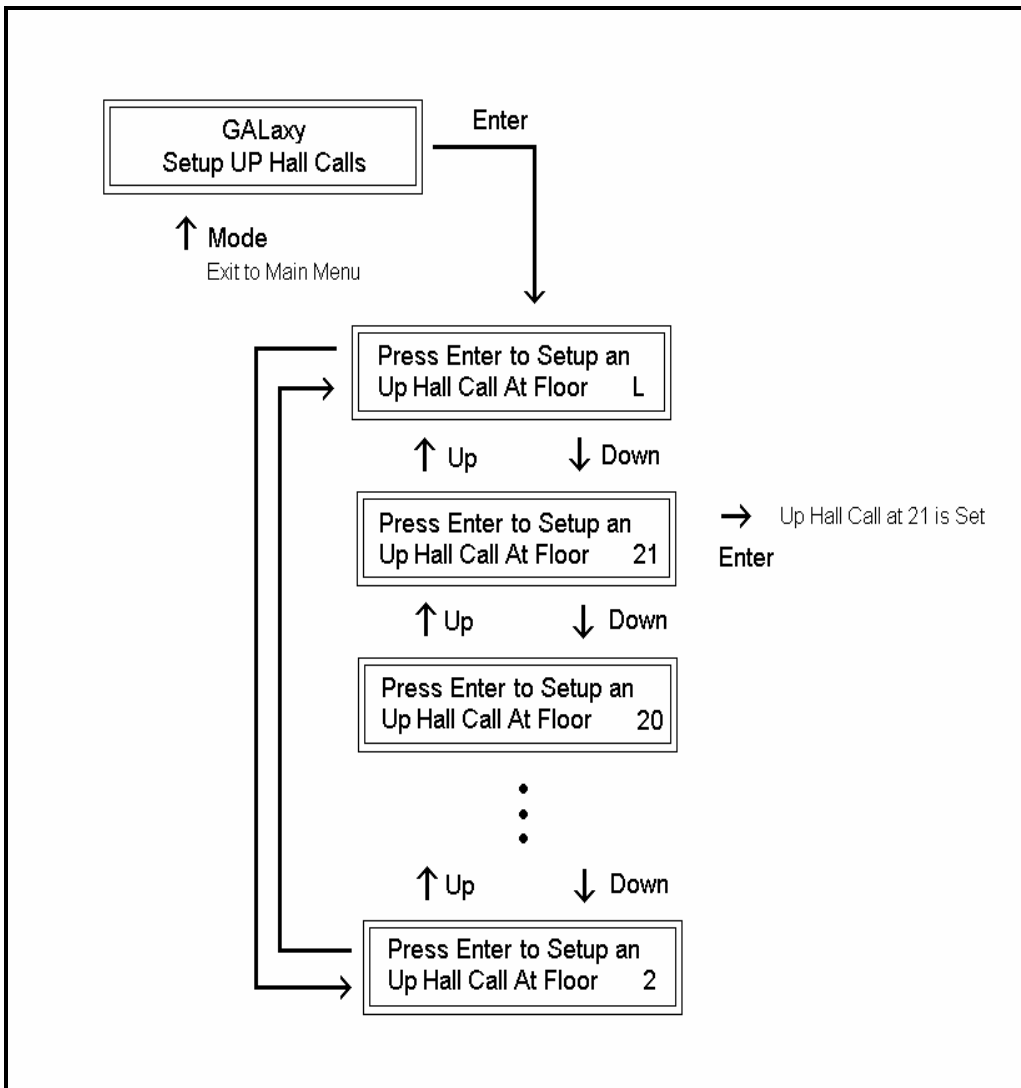 GALaxy
Setup UP Hall Calls
Enter
↑ Mode
Exit to Main Menu
Press Enter to Setup an
Up Hall Call At Floor L
↑ Up ↓ Down
Press Enter to Setup an
Up Hall Call At Floor 21
→ Up Hall Call at 21 is Set
Enter
↑ Up ↓ Down
Press Enter to Setup an
Up Hall Call At Floor 20
↑ Up ↓ Down
Press Enter to Setup an
Up Hall Call At Floor 2